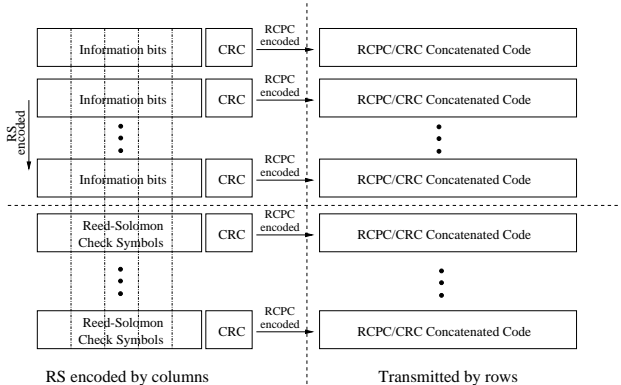 RCPC
encoded
Information bits CRC RCPC/CRC Concatenated Code
RCPC
encoded
Information bits CRC RCPC/CRC Concatenated Code
RS
encoded
RCPC
encoded
Information bits CRC RCPC/CRC Concatenated Code
RCPC
encoded
Reed-Solomon
Check Symbols CRC RCPC/CRC Concatenated Code
RCPC
encoded
Reed-Solomon
Check Symbols CRC RCPC/CRC Concatenated Code
RS encoded by columns Transmitted by rows